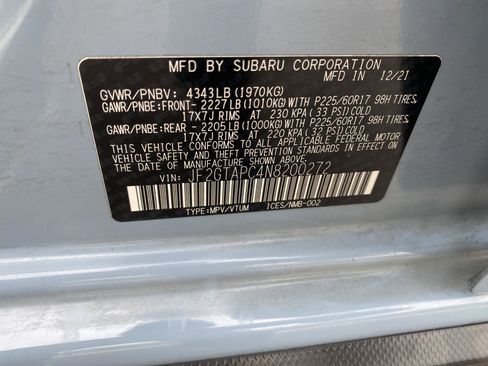 MFD BY SUBARU CORPORATION
MFD IN 12/21
GVWR/PNBV: 4343LB (1970KG)
GAWR/PNBE:FRONT- 2227LB (1010KG)WITH P225/60R17 98H TIRES,
17X7J RIMS AT 230 KPA ( 33 PSI)COLD
GAWR/PNBE:REAR - 2205LB (1000KG)WITH P225/60R17 98H TIRES,
17X7J RIMS AT 220 KPA ( 32 PSI)COLD
THIS VEHICLE CONFORMS TO ALL APPLICABLE FEDERAL MOTOR
VEHICLE SAFETY, BUMPER, AND THEFT PREVENTION STANDARDS
IN EFFECT ON THE DATE OF MANUFACTURE SHOWN ABOVE.
VIN: JF2GTAPC4N8200272
TYPE:MPV/VTUM ICES/NMB-002